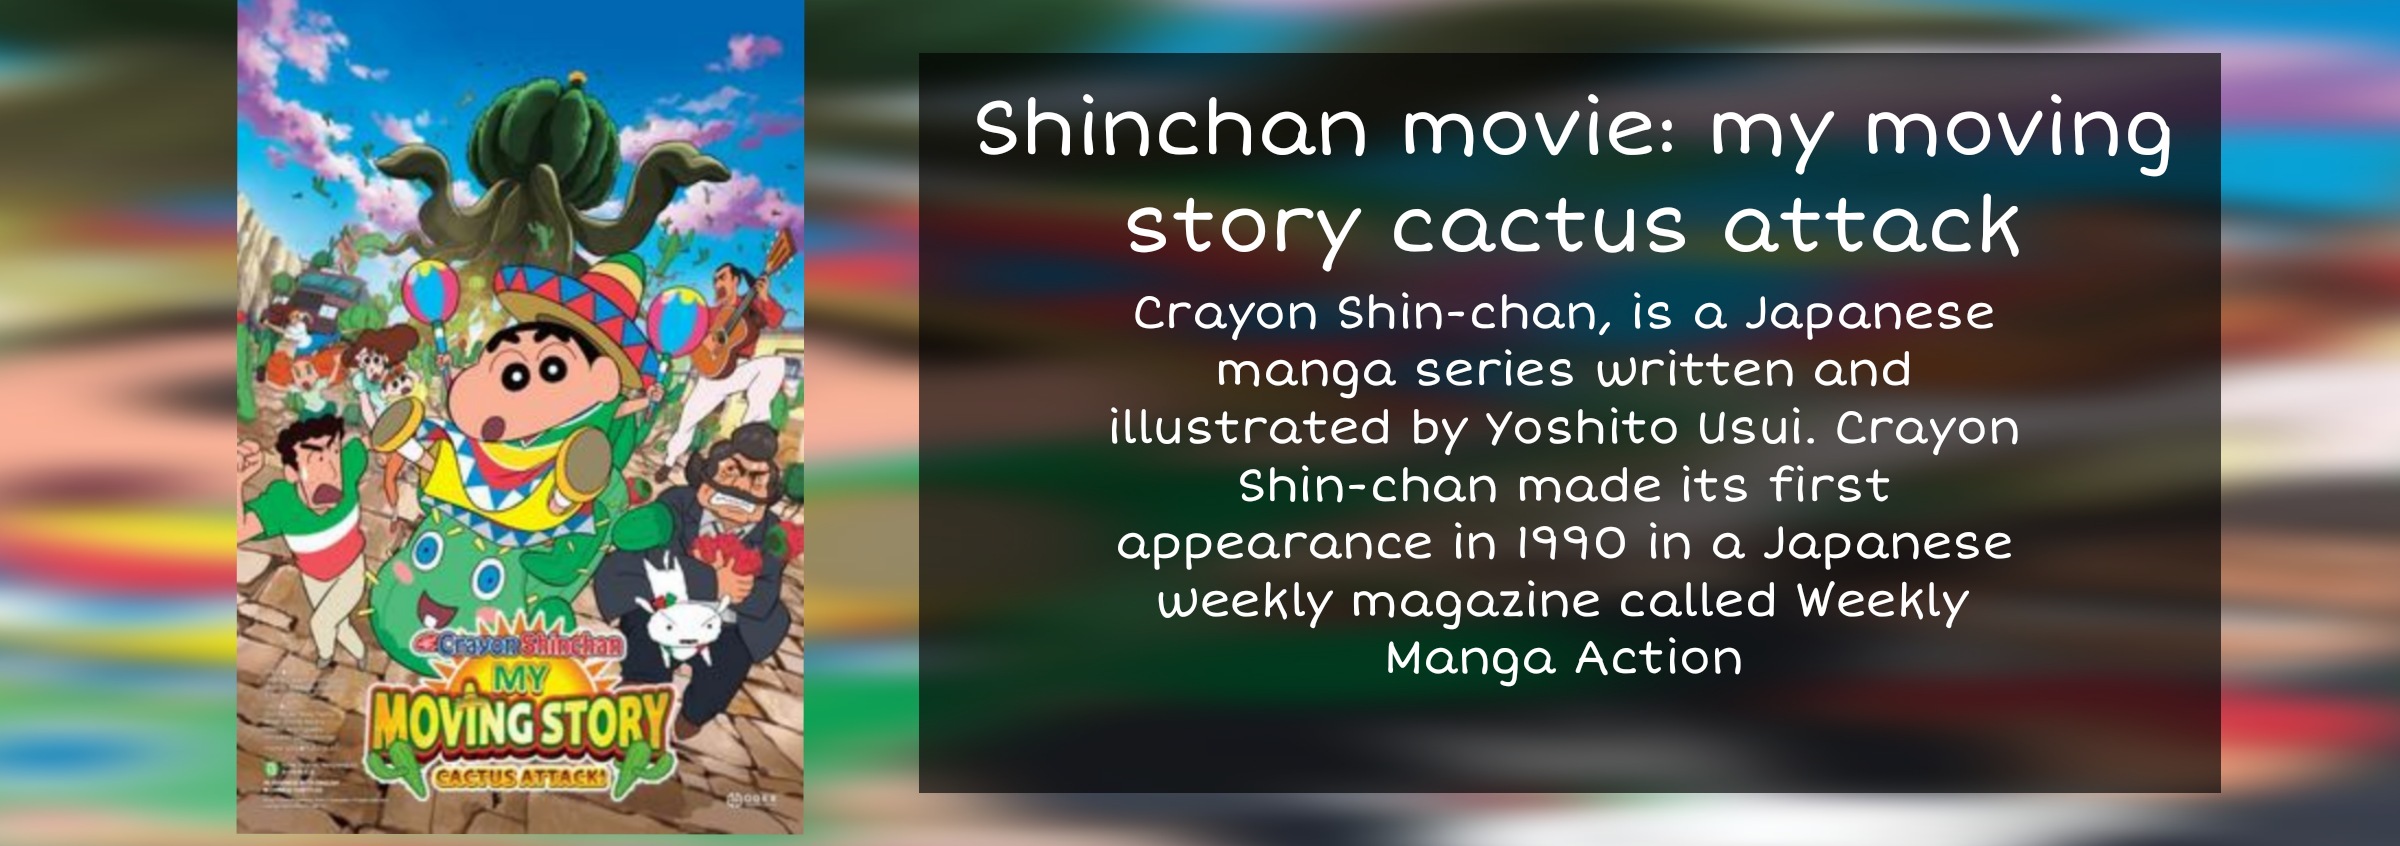 Shinchan movie: my moving
story cactus attack
Crayon Shin-chan, is a Japanese
manga series written and
illustrated by Yoshito Usui. Crayon
Shin-chan made its first
appearance in 1990 in a Japanese
weekly magazine called Weekly
Manga Action
Crayon Shinchan
MY
MOVING STORY
CACTUS ATTACK!